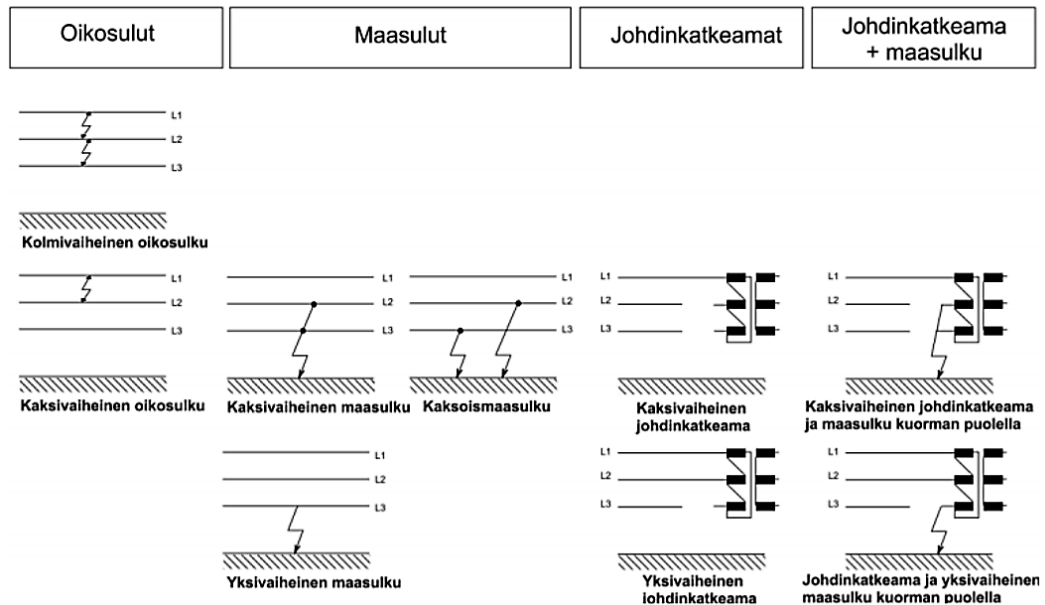 Oikosulut
Maasulut
Johdinkatkeamat
Johdinkatkeama
+ maasulku
L1
L2
L3
Kolmivaiheinen oikosulku
L1
L2
L3
Kaksivaiheinen oikosulku
L1
L2
L3
Kaksivaiheinen maasulku
L1
L2
L3
Kaksoismaasulku
L1
L2
L3
Kaksivaiheinen
johdinkatkeama
L1
L2
L3
Kaksivaiheinen johdinkatkeama
ja maasulku kuorman puolella
L1
L2
L3
Yksivaiheinen maasulku
L1
L2
L3
Yksivaiheinen
johdinkatkeama
L1
L2
L3
Johdinkatkeama ja yksivaiheinen
maasulku kuorman puolella